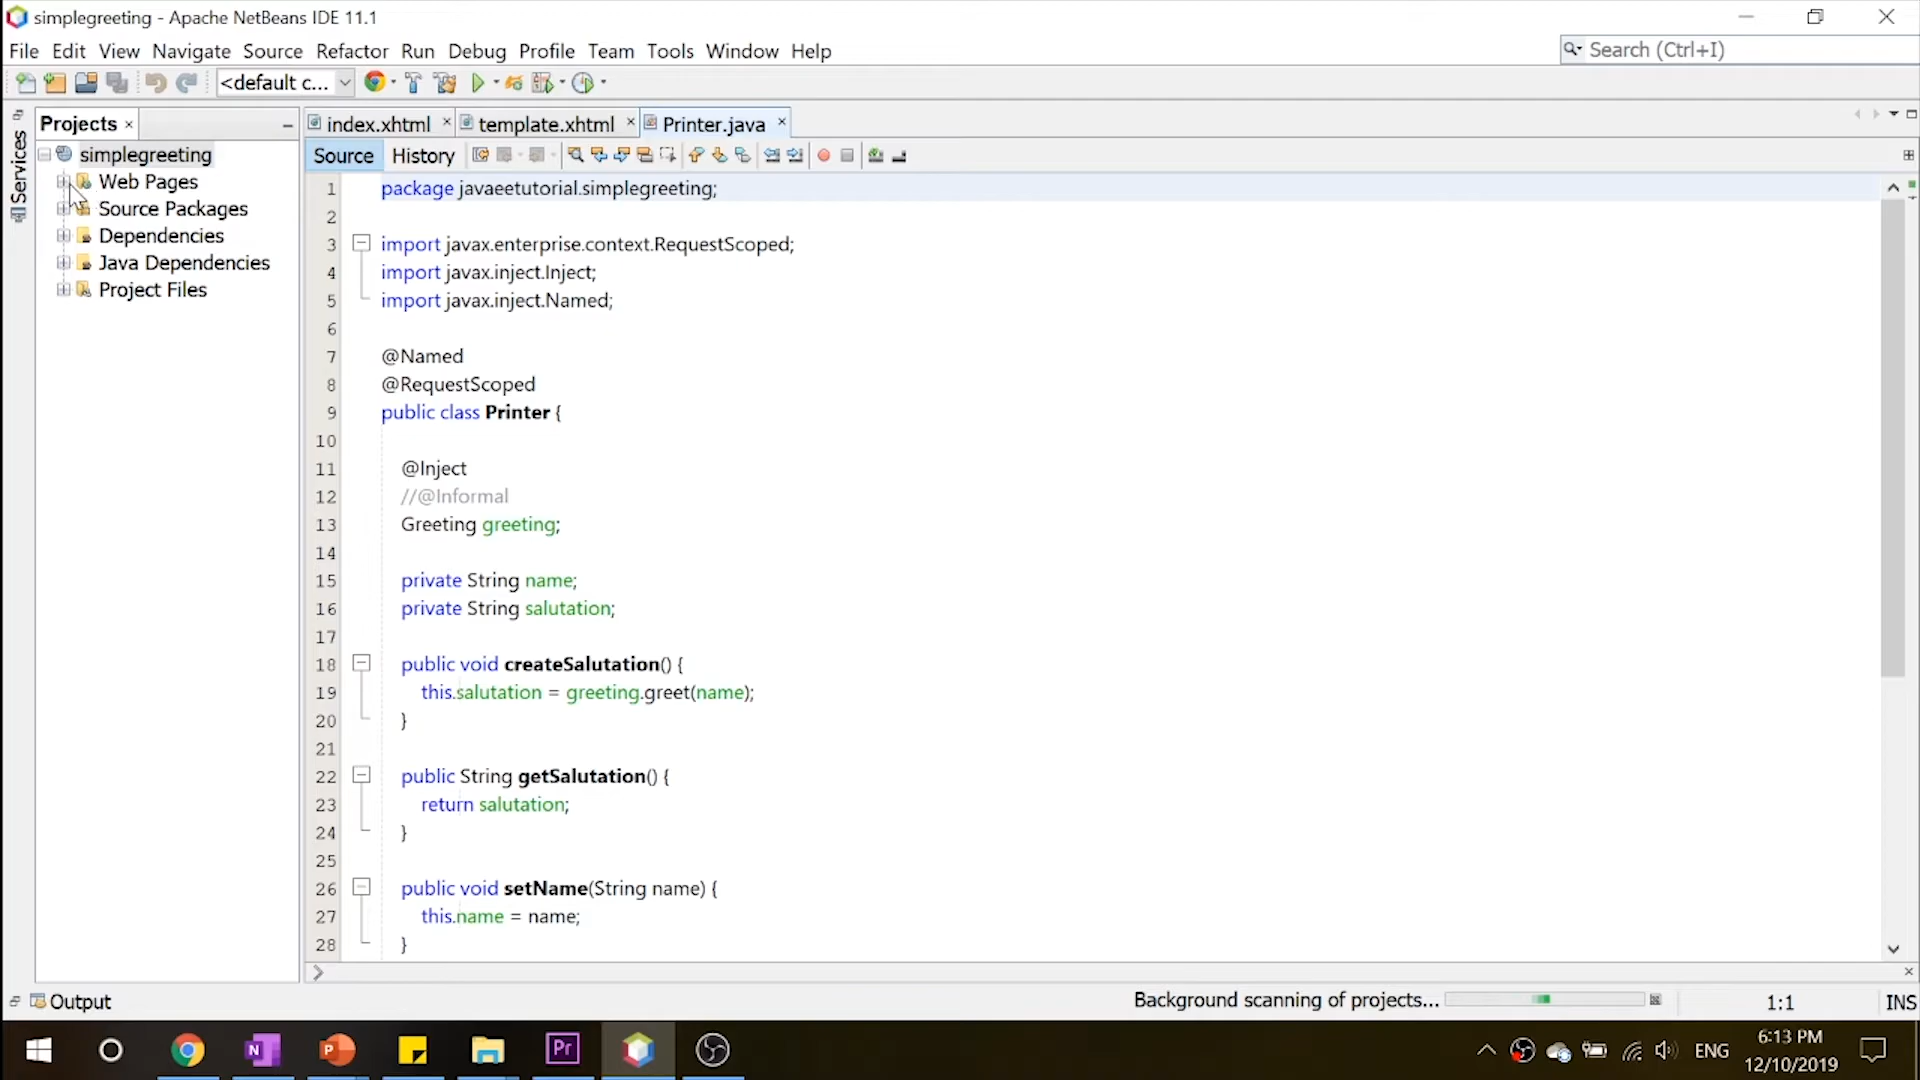 simplegreeting - Apache NetBeans IDE 11.1
File Edit View Navigate Source Refactor Run Debug Profile Team Tools Window Help
Search (Ctrl+I)
<default c...
Services
Projects
simplegreeting
Web Pages
Source Packages
Dependencies
Java Dependencies
Project Files
index.xhtml template.xhtml Printer.java
Source History
1 package javaeetutorial.simplegreeting;
2
3 import javax.enterprise.context.RequestScoped;
4 import javax.inject.Inject;
5 import javax.inject.Named;
6
7 @Named
8 @RequestScoped
9 public class Printer {
10
11 @Inject
12 //@Informal
13 Greeting greeting;
14
15 private String name;
16 private String salutation;
17
18 public void createSalutation() {
19 this.salutation = greeting.greet(name);
20 }
21
22 public String getSalutation() {
23 return salutation;
24 }
25
26 public void setName(String name) {
27 this.name = name;
28 }
Output
Background scanning of projects...
1:1
INS
N P Pr
ENG
6:13 PM
12/10/2019